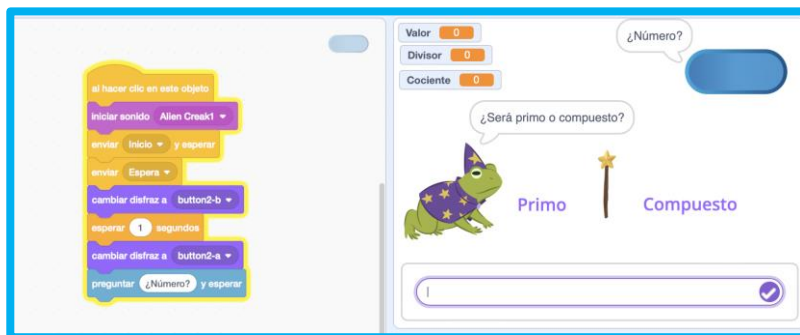 al hacer clic en este objeto
iniciar sonido Alien Creak1
enviar Inicio y esperar
enviar Espera
cambiar disfraz a button2-b
esperar 1 segundos
cambiar disfraz a button2-a
preguntar ¿Número? y esperar
Valor 0
Divisor 0
Cociente 0
¿Número?
¿Será primo o compuesto?
Primo
Compuesto